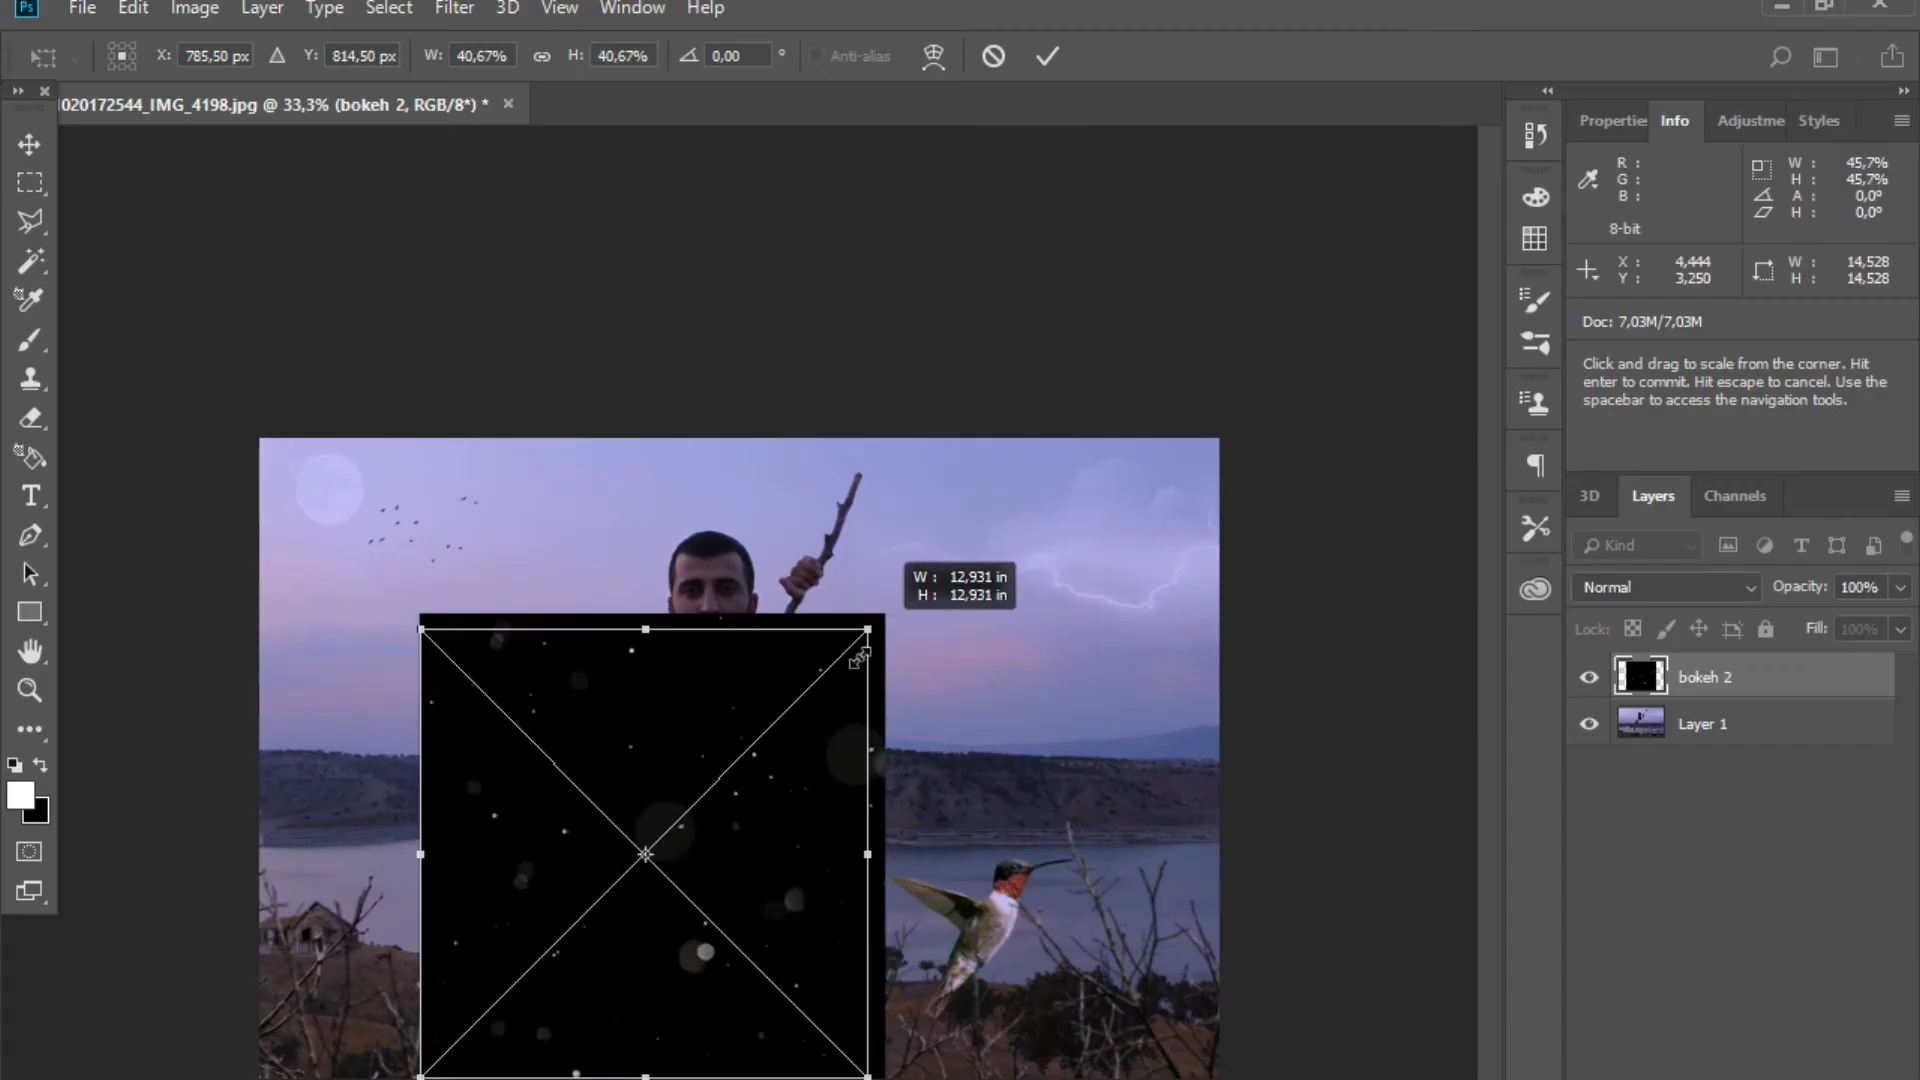 Ps File Edit Image Layer Type Select Filter 3D View Window Help
X: 785,50 px Y: 814,50 px W: 40,67% H: 40,67% 0,00 ° Anti-alias
020172544_IMG_4198.jpg @ 33,3% (bokeh 2, RGB/8*) *
Properties Info Adjustme Styles
R :
G :
B :
8-bit
W : 45,7%
H : 45,7%
A : 0,0°
H : 0,0°
X : 4,444
Y : 3,250
W : 14,528
H : 14,528
Doc: 7,03M/7,03M
Click and drag to scale from the corner. Hit
enter to commit. Hit escape to cancel. Use the
spacebar to access the navigation tools.
W : 12,931 in
H : 12,931 in
3D Layers Channels
Kind
Normal Opacity: 100%
Lock: Fill: 100%
bokeh 2
Layer 1